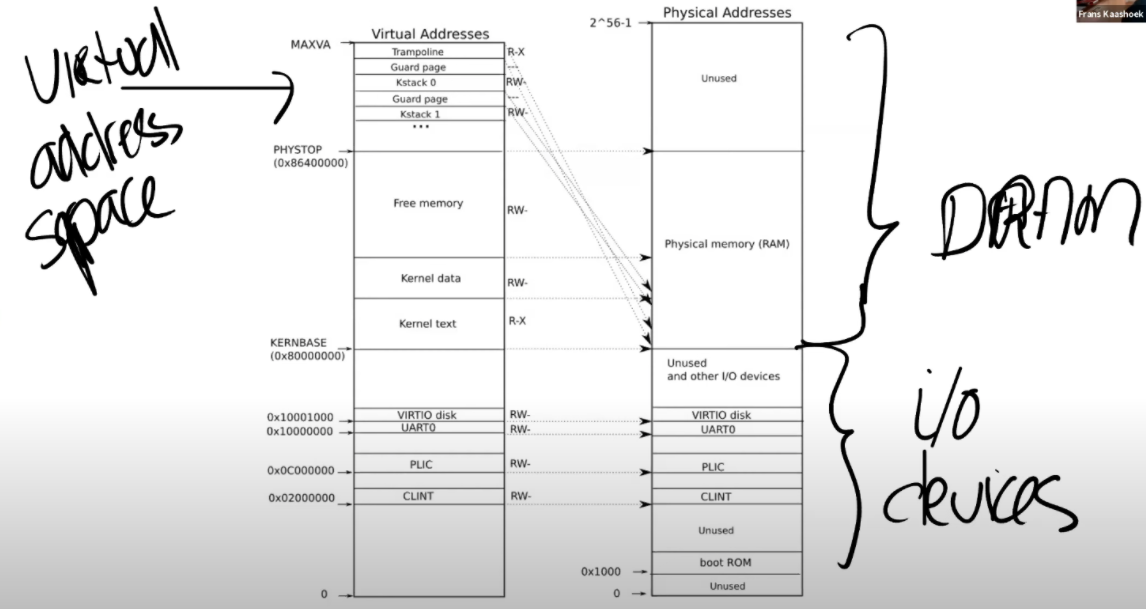 Frans Kaashoek
Virtual
address
space
Virtual Addresses
MAXVA
Trampoline
R-X
Guard page
---
Kstack 0
RW-
Guard page
---
Kstack 1
RW-
...
PHYSTOP
(0x86400000)
Free memory
RW-
Kernel data
RW-
Kernel text
R-X
KERNBASE
(0x80000000)
0x10001000
VIRTIO disk
RW-
0x10000000
UART0
RW-
0x0C000000
PLIC
RW-
0x02000000
CLINT
RW-
0
Physical Addresses
2^56-1
Unused
Physical memory (RAM)
Unused
and other I/O devices
VIRTIO disk
UART0
PLIC
CLINT
Unused
boot ROM
0x1000
Unused
0
i/o
devices